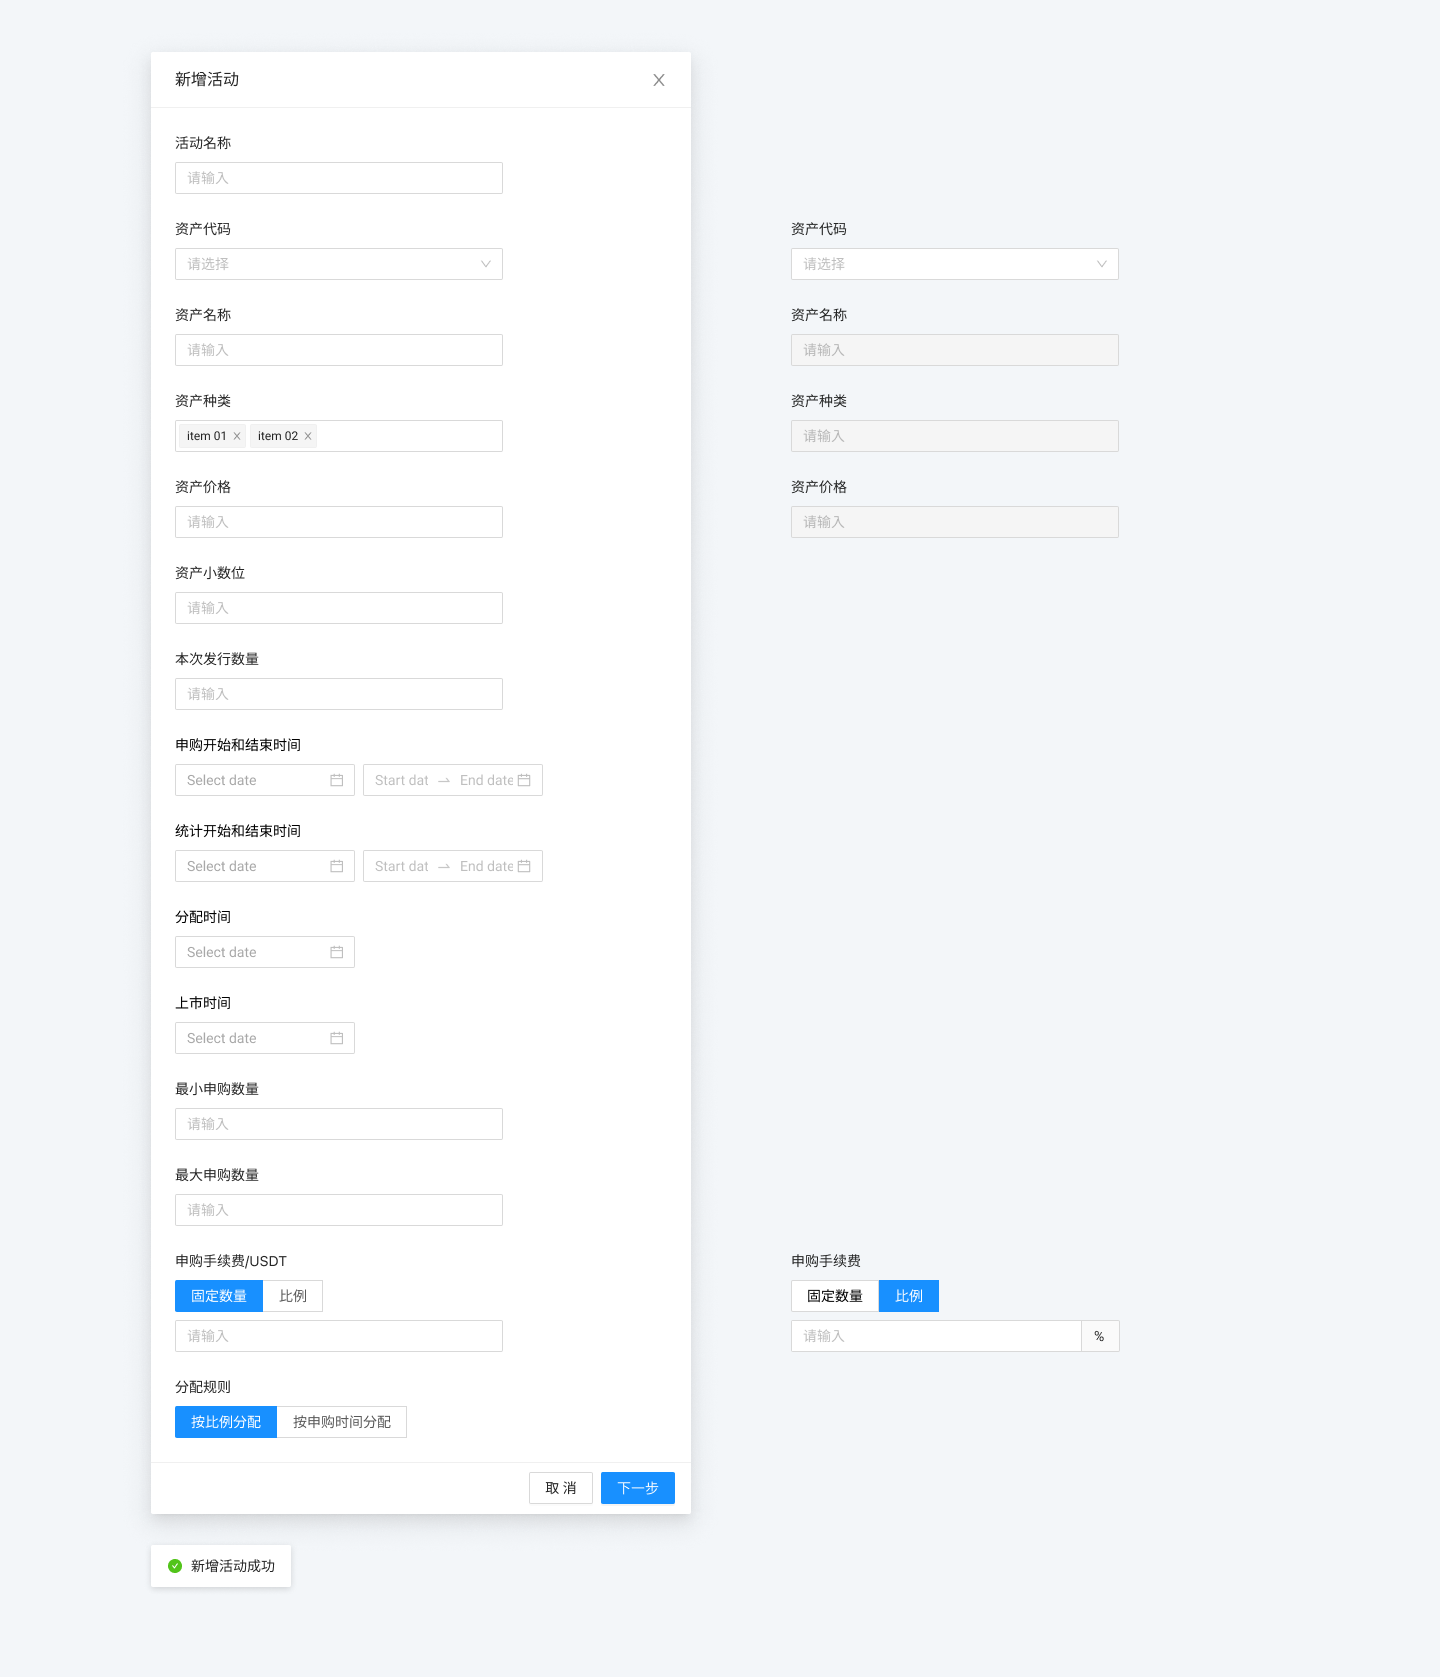 新增活动
活动名称
请输入
资产代码
请选择
资产名称
请输入
资产种类
item 01 item 02
资产价格
请输入
资产小数位
请输入
本次发行数量
请输入
申购开始和结束时间
Select date Start dat End date
统计开始和结束时间
Select date Start dat End date
分配时间
Select date
上市时间
Select date
最小申购数量
请输入
最大申购数量
请输入
申购手续费/USDT
固定数量 比例
请输入
分配规则
按比例分配 按申购时间分配
取 消 下一步
新增活动成功
资产代码
请选择
资产名称
请输入
资产种类
请输入
资产价格
请输入
申购手续费
固定数量 比例
请输入 %